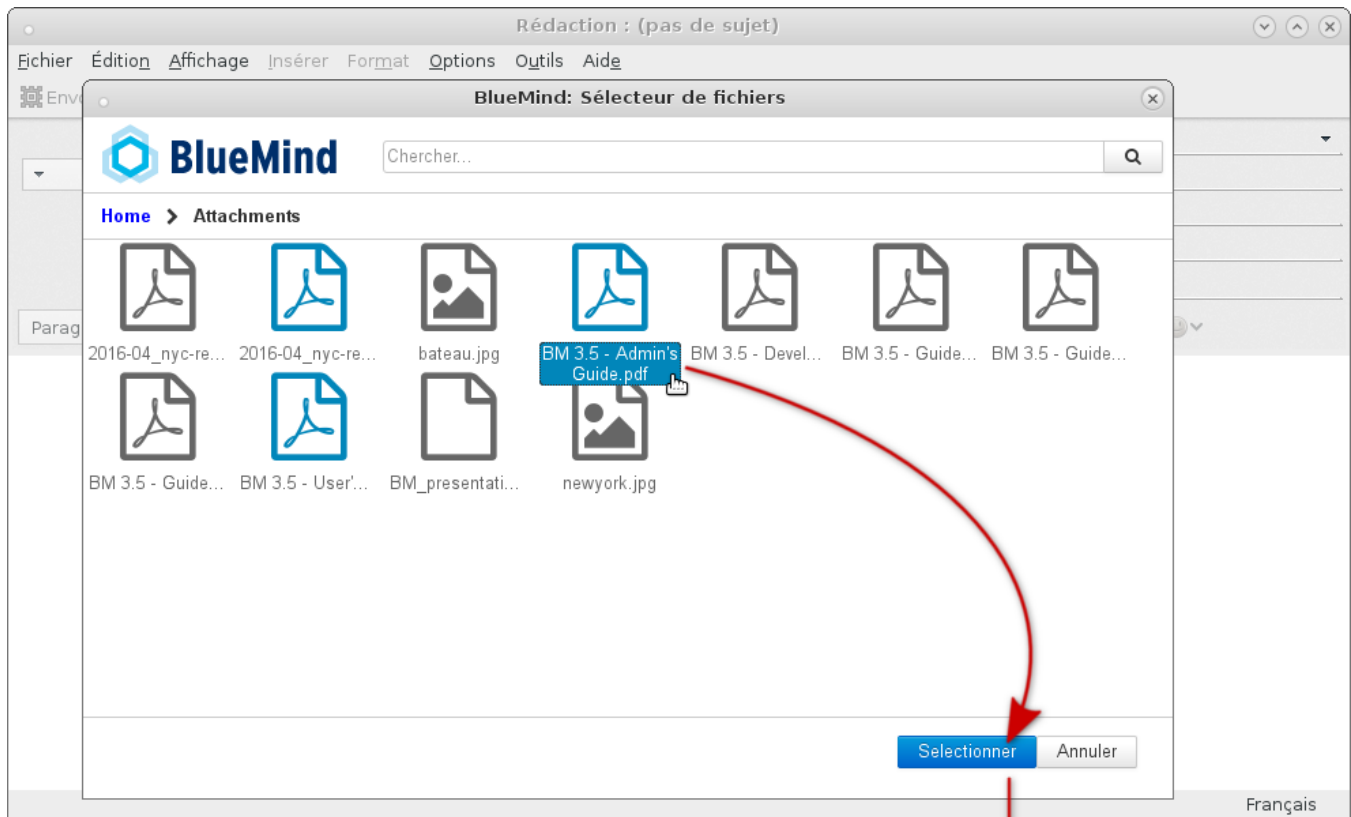 Rédaction : (pas de sujet)
Fichier Édition Affichage Insérer Format Options Outils Aide
Env
BlueMind: Sélecteur de fichiers
BlueMind
Chercher...
Home Attachments
Parag
2016-04_nyc-re... 2016-04_nyc-re... bateau.jpg BM 3.5 - Admin's Guide.pdf BM 3.5 - Devel... BM 3.5 - Guide... BM 3.5 - Guide...
BM 3.5 - Guide... BM 3.5 - User'... BM_presentati... newyork.jpg
Selectionner Annuler
Français